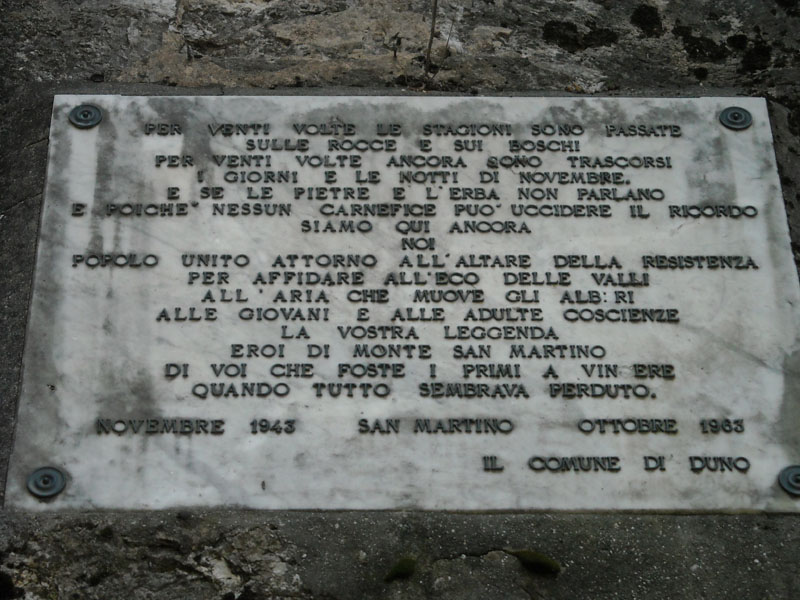 PER VENTI VOLTE LE STAGIONI SONO PASSATE
SULLE ROCCE E SUI BOSCHI
PER VENTI VOLTE ANCORA SONO TRASCORSI
I GIORNI E LE NOTTI DI NOVEMBRE.
E SE LE PIETRE E L'ERBA NON PARLANO
E POICHE' NESSUN CARNEFICE PUO' UCCIDERE IL RICORDO
SIAMO QUI ANCORA
NOI
POPOLO UNITO ATTORNO ALL'ALTARE DELLA RESISTENZA
PER AFFIDARE ALL'ECO DELLE VALLI
ALL'ARIA CHE MUOVE GLI ALB RI
ALLE GIOVANI E ALLE ADULTE COSCIENZE
LA VOSTRA LEGGENDA
EROI DI MONTE SAN MARTINO
DI VOI CHE FOSTE I PRIMI A VIN ERE
QUANDO TUTTO SEMBRAVA PERDUTO.
NOVEMBRE 1943 SAN MARTINO OTTOBRE 1963
IL COMUNE DI DUNO